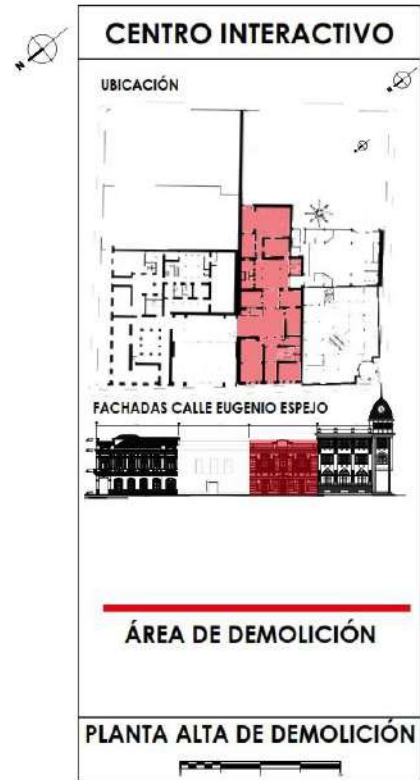 CENTRO INTERACTIVO
N
UBICACIÓN
FACHADAS CALLE EUGENIO ESPEJO
ÁREA DE DEMOLICIÓN
PLANTA ALTA DE DEMOLICIÓN